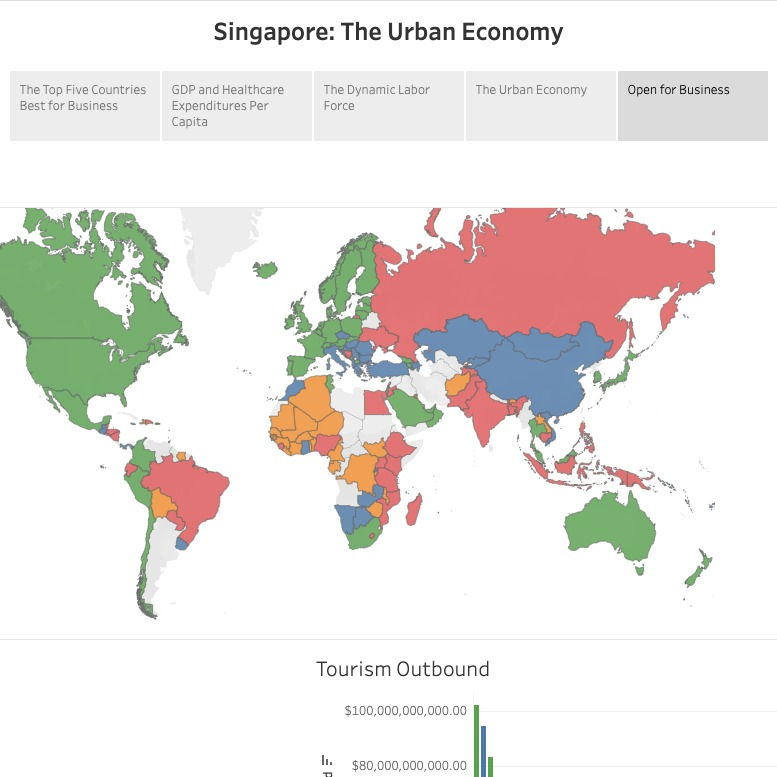 Singapore: The Urban Economy
The Top Five Countries
Best for Business
GDP and Healthcare
Expenditures Per
Capita
The Dynamic Labor
Force
The Urban Economy
Open for Business
Tourism Outbound
$100,000,000,000.00
$80,000,000,000.00